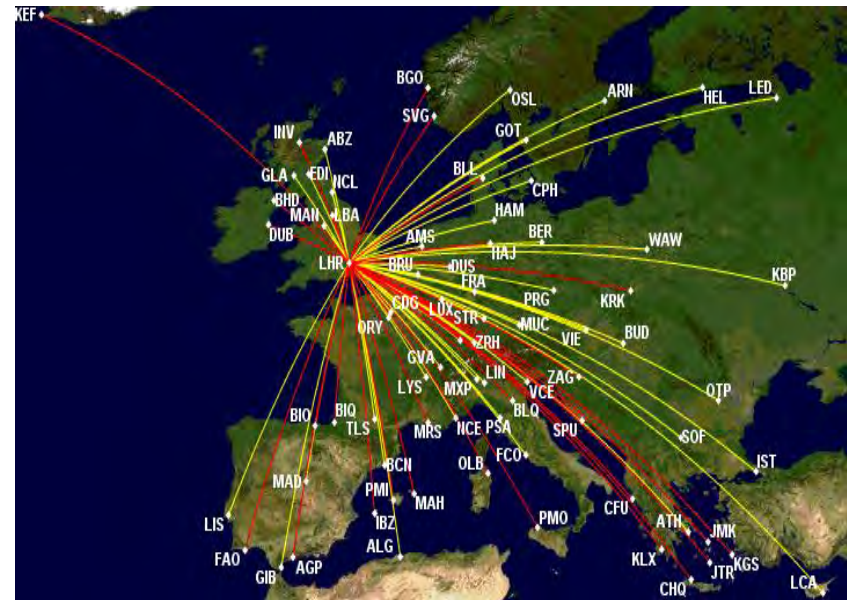 KEF
BGO
OSL
ARN
HEL
LED
SVG
INV
ABZ
GOT
GLA
EDI
NCL
BLL
CPH
BHD
MAN
LBA
HAM
DUB
AMS
BER
WAW
LHR
BRU
DUS
HAJ
FRA
PRG
KRK
KBP
CDG
LUX
ORY
STR
MUC
VIE
BUD
ZRH
GVA
LYS
MXP
LIN
VCE
ZAG
OTP
BIO
BIQ
TLS
MRS
NCE
PSA
BLQ
SPU
SOF
FCO
OLB
BCN
IST
MAD
PMI
MAH
IBZ
LIS
PMO
CFU
ATH
JMK
FAO
GIB
AGP
ALG
KLX
CHQ
JTR
KGS
LCA